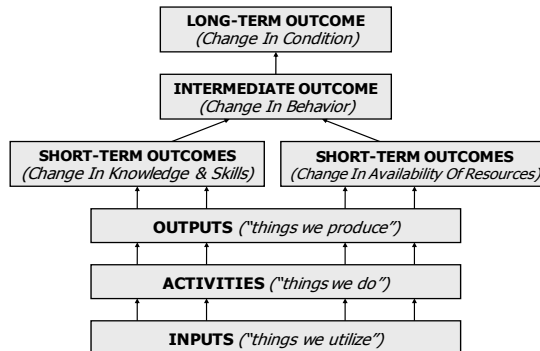 LONG-TERM OUTCOME
(Change In Condition)
INTERMEDIATE OUTCOME
(Change In Behavior)
SHORT-TERM OUTCOMES
(Change In Knowledge & Skills)
SHORT-TERM OUTCOMES
(Change In Availability Of Resources)
OUTPUTS (“things we produce”)
ACTIVITIES (“things we do”)
INPUTS (“things we utilize”)